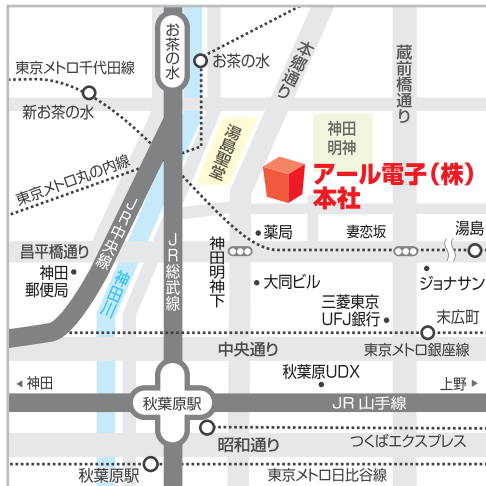 お茶の水
お茶の水
本郷通り
蔵前橋通り
東京メトロ千代田線
新お茶の水
湯島聖堂
神田
明神
アール電子(株)
本社
東京メトロ丸の内線
JR中央線
JR総武線
昌平橋通り
神田
郵便局
神田川
神田明神下
薬局
妻恋坂
湯島
大同ビル
ジョナサン
三菱東京
UFJ銀行
末広町
中央通り
東京メトロ銀座線
神田
秋葉原UDX
上野
秋葉原駅
JR山手線
昭和通り
つくばエクスプレス
秋葉原駅
東京メトロ日比谷線